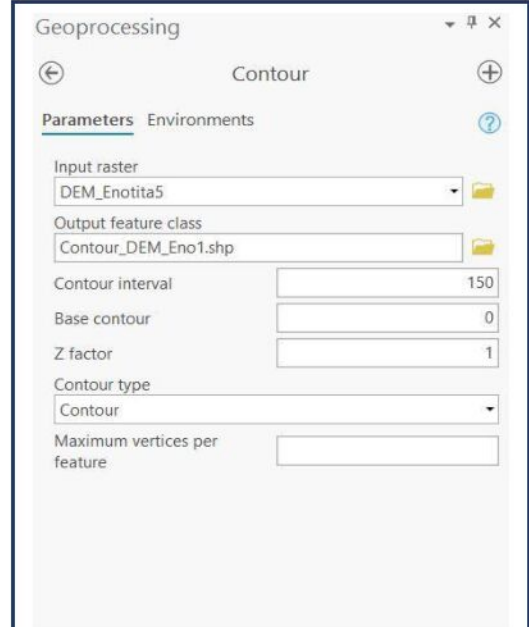 Geoprocessing
Contour
Parameters Environments
Input raster
DEM_Enotita5
Output feature class
Contour_DEM_Eno1.shp
Contour interval 150
Base contour 0
Z factor 1
Contour type
Contour
Maximum vertices per
feature